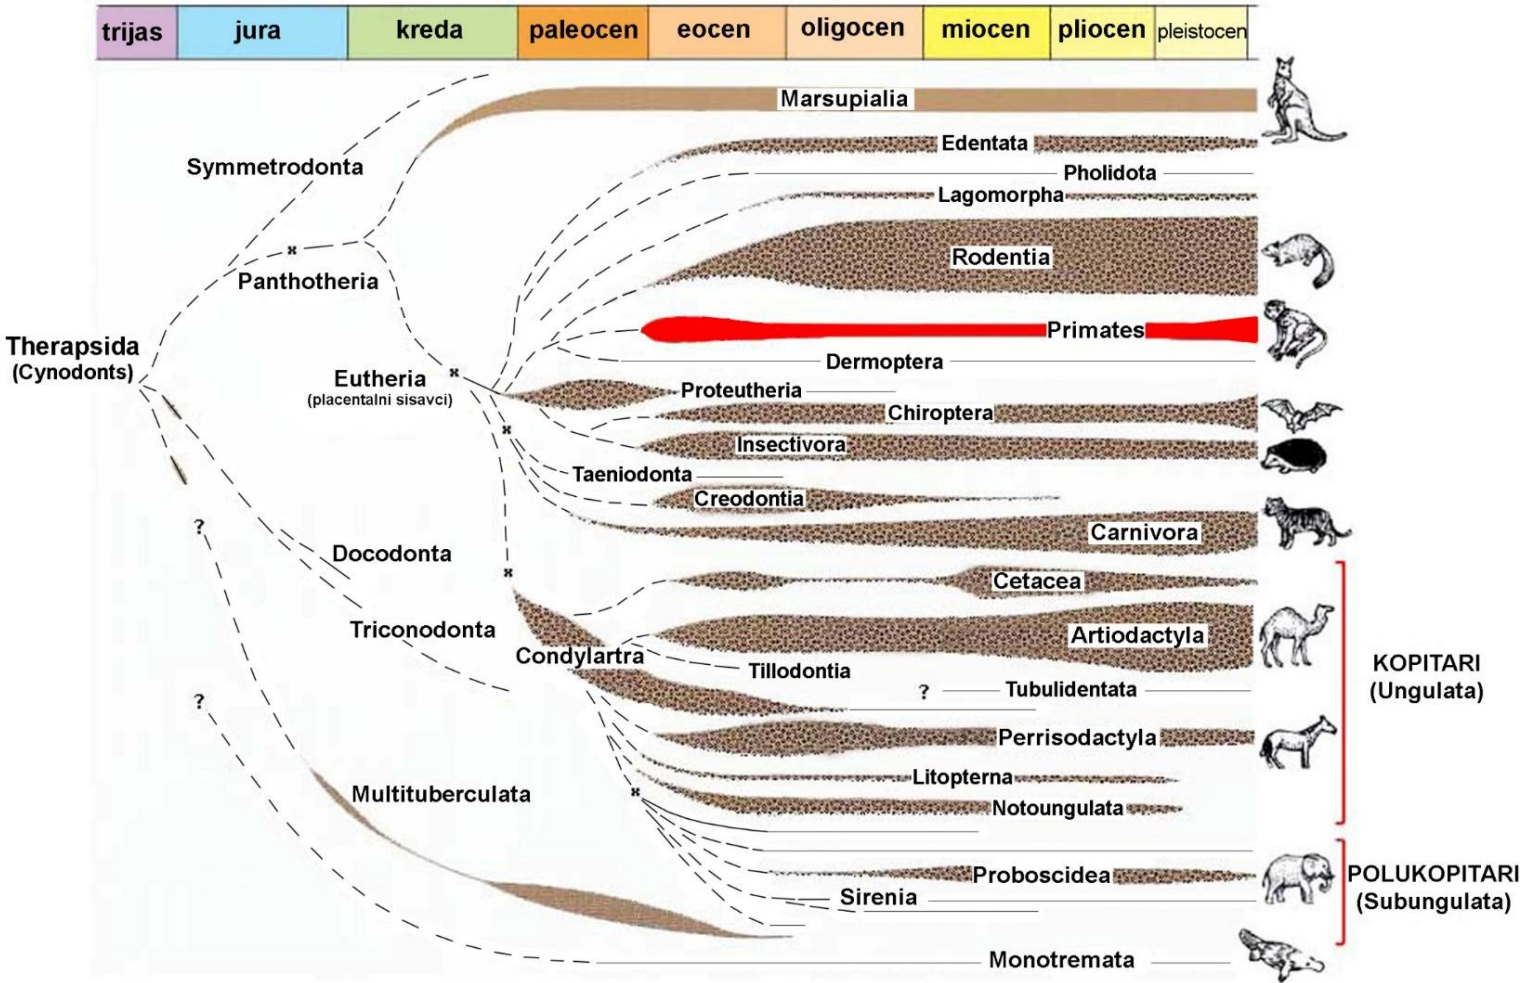 trijas jura kreda paleocen eocen oligocen miocen pliocen pleistocen
Marsupialia
Edentata
Symmetrodonta
Pholidota
Lagomorpha
x
Rodentia
Panthotheria
Primates
Therapsida
(Cynodonts)
Dermoptera
x
Eutheria
(placentalni sisavci)
Proteutheria
Chiroptera
x
Insectivora
Taeniodonta
Creodontia
?
Carnivora
Docodonta
x
Cetacea
Triconodonta
Artiodactyla
Condylartra
Tillodontia
KOPITARI
(Ungulata)
? Tubulidentata
?
Perrisodactyla
Litopterna
x
Multituberculata
Notoungulata
Proboscidea
POLUKOPITARI
(Subungulata)
Sirenia
Monotremata